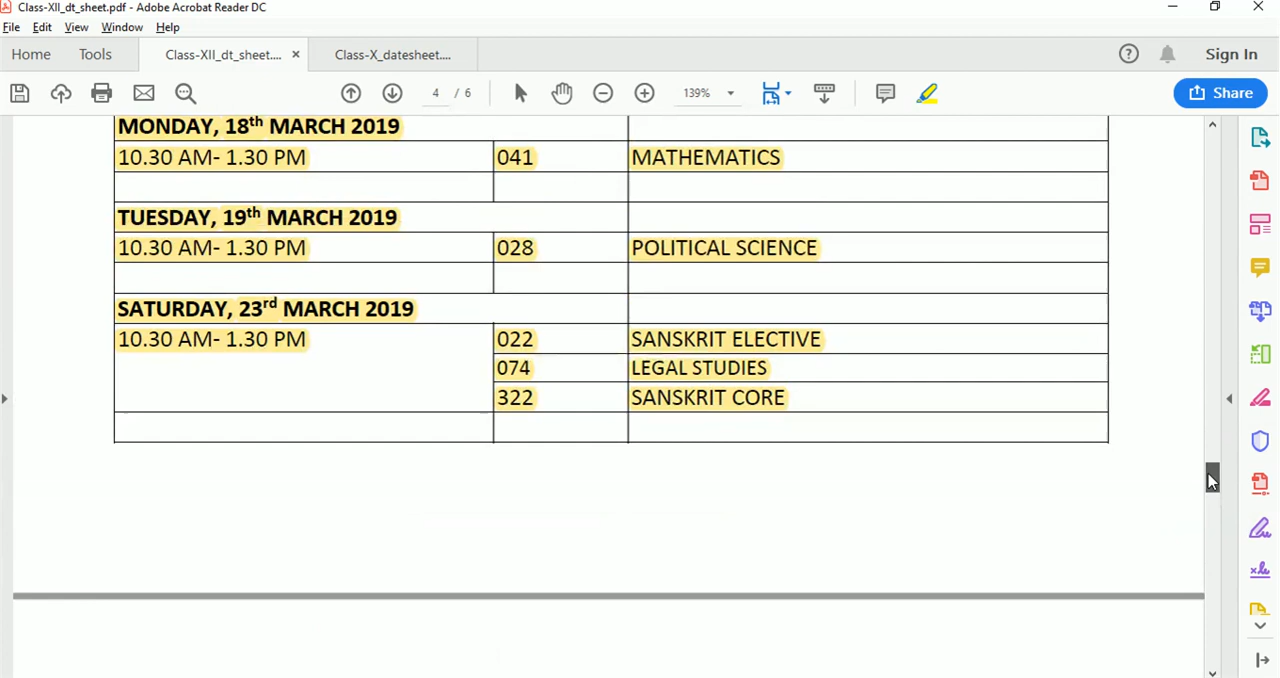 Class-XII_dt_sheet.pdf - Adobe Acrobat Reader DC
File Edit View Window Help
Home Tools Class-XII_dt_sheet.... × Class-X_datesheet.... Sign In
4 / 6 139% Share
MONDAY, 18th MARCH 2019
10.30 AM- 1.30 PM 041 MATHEMATICS
TUESDAY, 19th MARCH 2019
10.30 AM- 1.30 PM 028 POLITICAL SCIENCE
SATURDAY, 23rd MARCH 2019
10.30 AM- 1.30 PM 022 SANSKRIT ELECTIVE
074 LEGAL STUDIES
322 SANSKRIT CORE